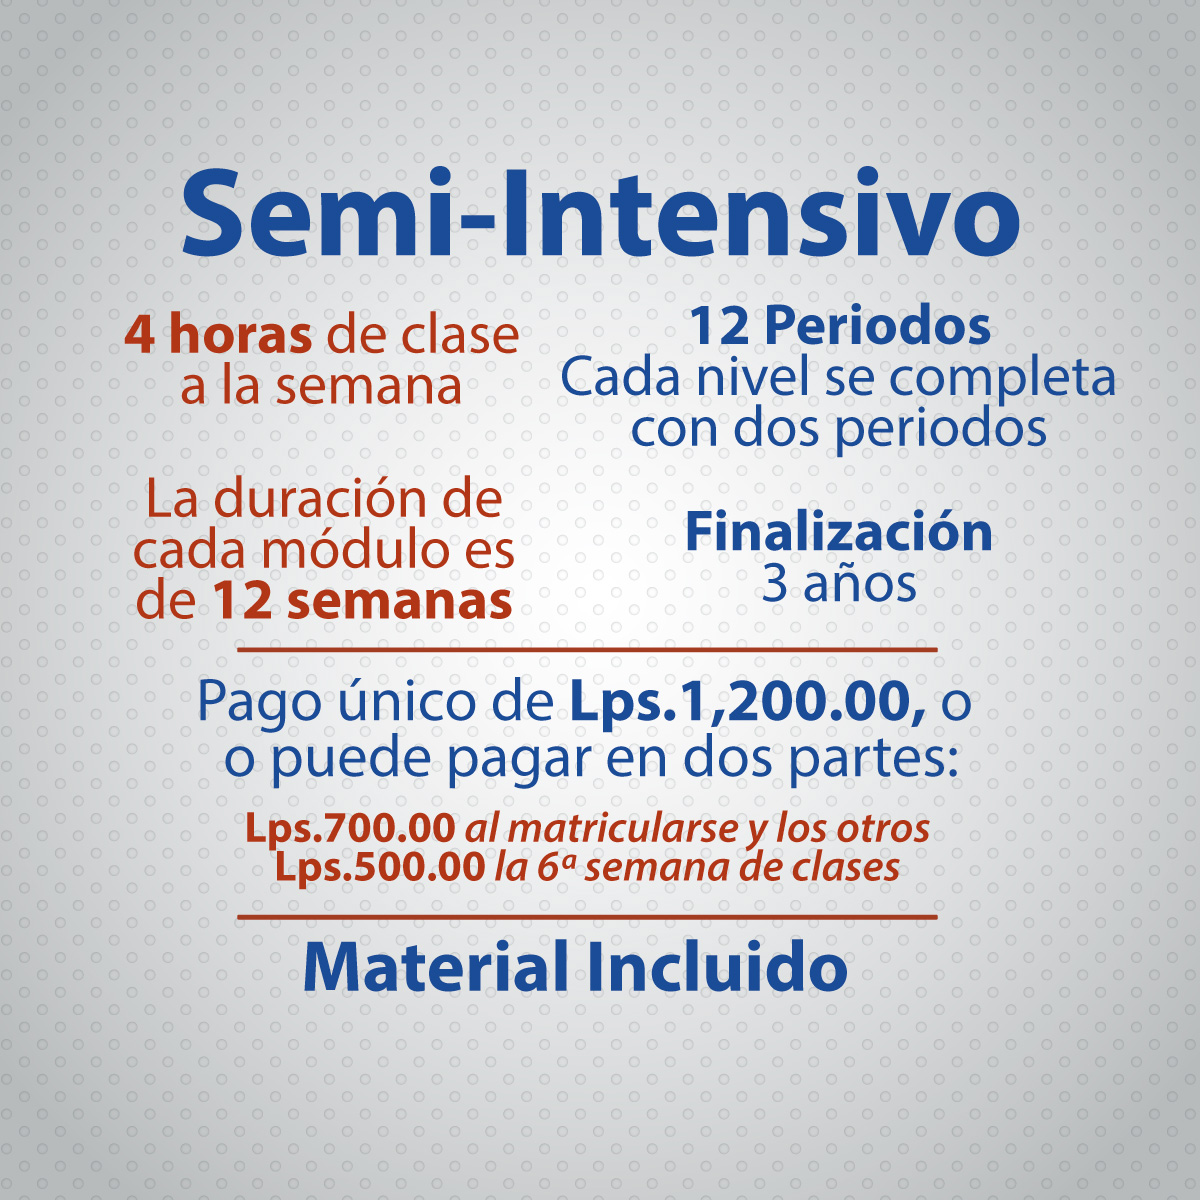 Semi-Intensivo
4 horas de clase
a la semana
La duración de
cada módulo es
de 12 semanas
12 Periodos
Cada nivel se completa
con dos periodos
Finalización
3 años
Pago único de Lps.1,200.00, o
o puede pagar en dos partes:
Lps.700.00 al matricularse y los otros
Lps.500.00 la 6ª semana de clases
Material Incluido